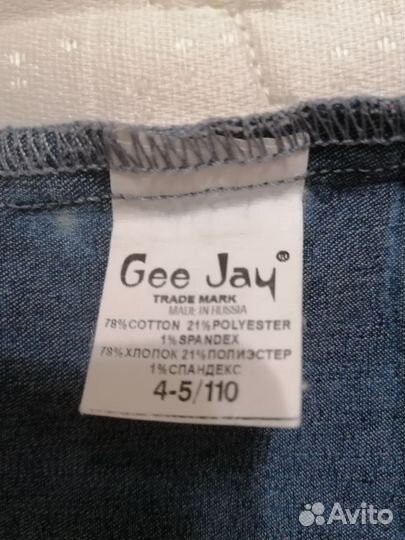 Gee Jay
TRADE MARK
MADE IN RUSSIA
78%COTTON 21%POLYESTER
1%SPANDEX
78%ХЛОПОК 21%ПОЛИЭСТЕР
1%СПАНДЕКС
4-5/110
Avito